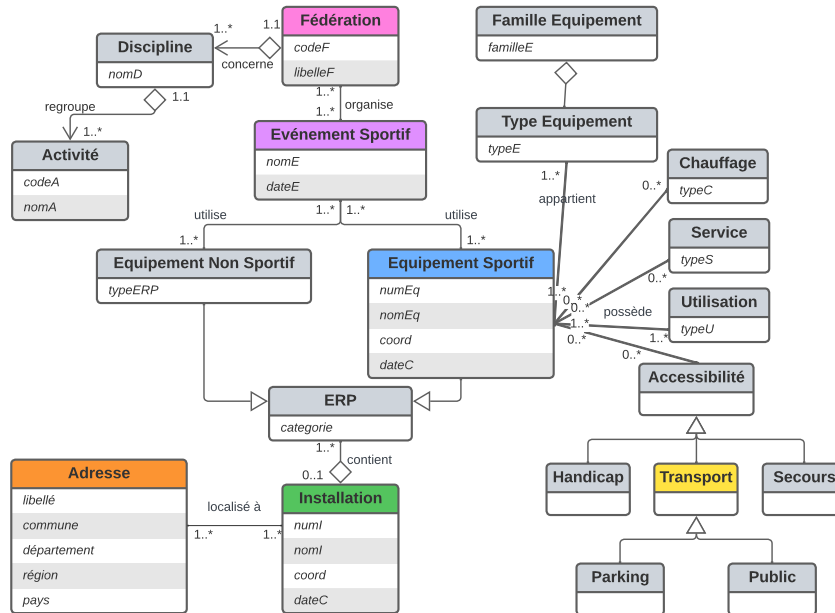 Fédération
codeF
libelleF
1.1
1..*
concerne
Discipline
nomD
1.1
regroupe
1..*
Activité
codeA
nomA
1..*
organise
1..*
Evénement Sportif
nomE
dateE
1..*
1..*
utilise
utilise
1..*
1..*
Equipement Non Sportif
typeERP
Equipement Sportif
numEq
nomEq
coord
dateC
Famille Equipement
familleE
Type Equipement
typeE
1..*
appartient
1..*
Chauffage
typeC
0..*
0..*
Service
typeS
0..*
0..*
Utilisation
typeU
possède
1..*
1..*
0..*
0..*
Accessibilité
Handicap
Transport
Secours
Parking
Public
ERP
categorie
1..*
contient
0..1
Installation
numI
nomI
coord
dateC
localisé à
1..*
1..*
Adresse
libellé
commune
département
région
pays